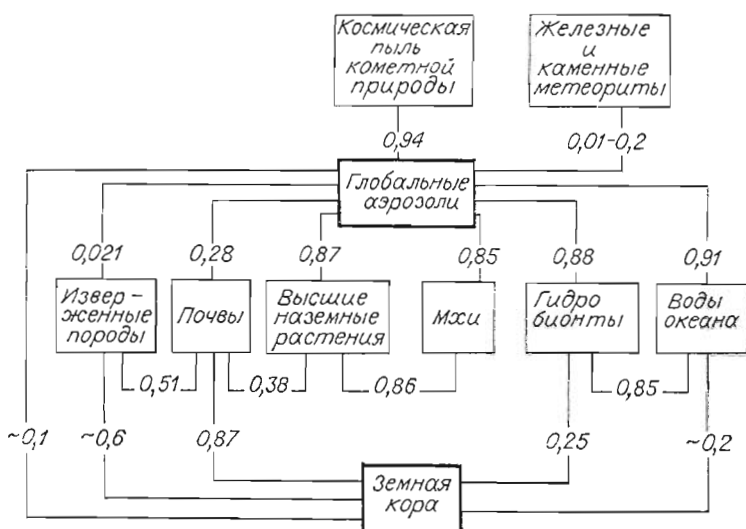 Космическая
пыль
кометной
природы
Железные
и
каменные
метеориты
0,94
0,01-0,2
Глобальные
аэрозоли
0,021
0,28
0,87
0,85
0,88
0,91
Извер-
женные
породы
Почвы
Высшие
наземные
растения
Мхи
Гидро
бионты
Воды
океана
0,51
0,38
0,86
0,85
~0,1
~0,6
0,87
0,25
~0,2
Земная
кора